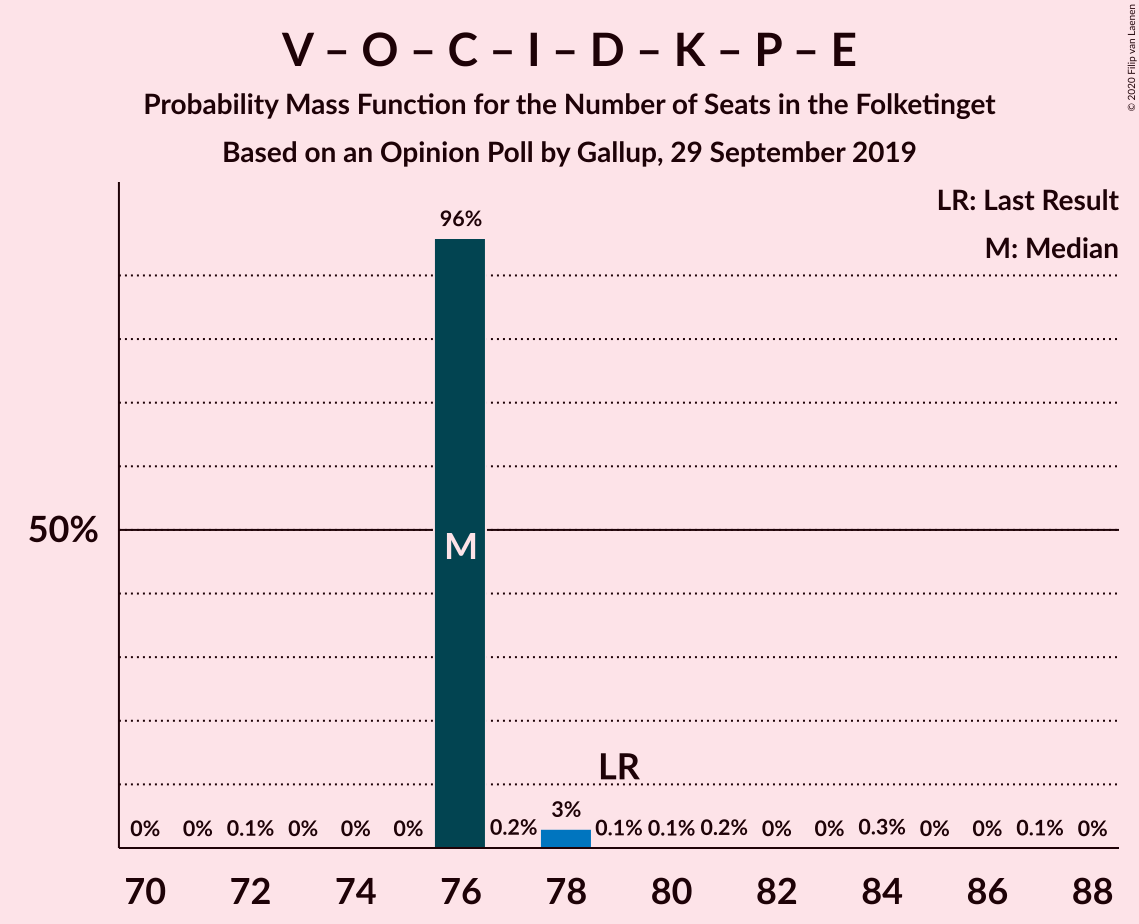 V – O – C – I – D – K – P – E
Probability Mass Function for the Number of Seats in the Folketinget
Based on an Opinion Poll by Gallup, 29 September 2019
© 2020 Filip van Laenen
LR: Last Result
M: Median
96%
50%
M
LR
3%
0% 0% 0.1% 0% 0% 0% 0.2% 0.1% 0.1% 0.2% 0% 0% 0.3% 0% 0% 0.1% 0%
70 72 74 76 78 80 82 84 86 88